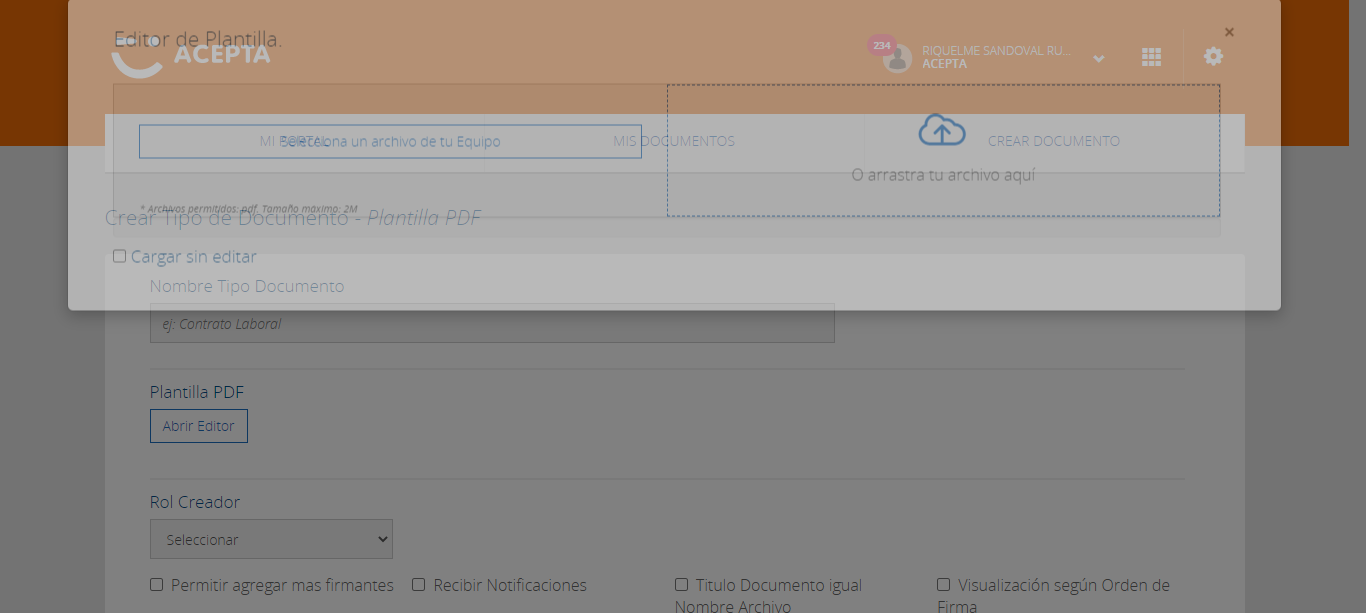 Editor de Plantilla.
×
ACEPTA
234
RIQUELME SANDOVAL RU...
ACEPTA
MI PORTAL
Selecciona un archivo de tu Equipo
MIS DOCUMENTOS
CREAR DOCUMENTO
O arrastra tu archivo aquí
* Archivos permitidos: pdf. Tamaño máximo: 2M
Crear Tipo de Documento - Plantilla PDF
Cargar sin editar
Nombre Tipo Documento
ej: Contrato Laboral
Plantilla PDF
Abrir Editor
Rol Creador
Seleccionar
Permitir agregar mas firmantes
Recibir Notificaciones
Titulo Documento igual
Nombre Archivo
Visualización según Orden de
Firma